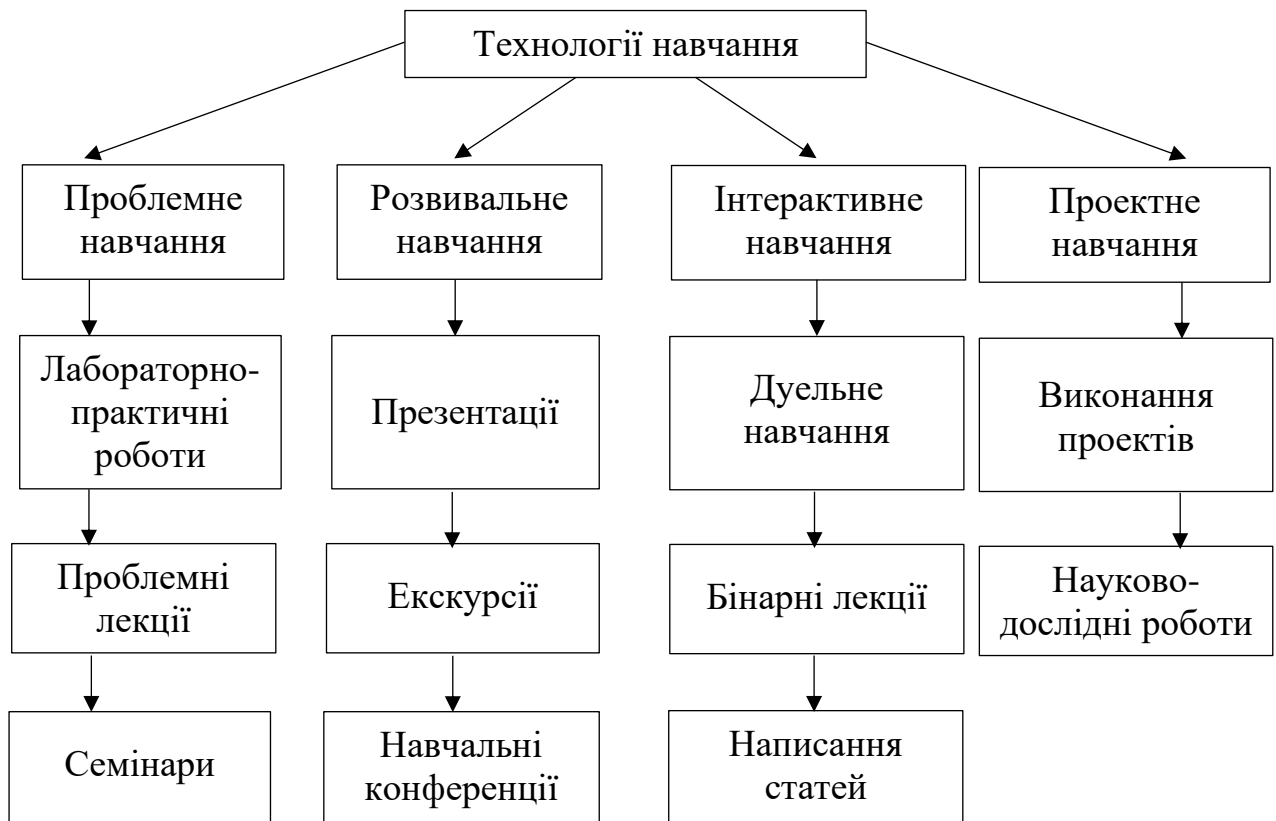 Технології навчання
Проблемне
навчання
Розвивальне
навчання
Інтерактивне
навчання
Проектне
навчання
Лабораторно-
практичні
роботи
Презентації
Дуельне
навчання
Виконання
проектів
Проблемні
лекції
Екскурсії
Бінарні лекції
Науково-
дослідні роботи
Семінари
Навчальні
конференції
Написання
статей